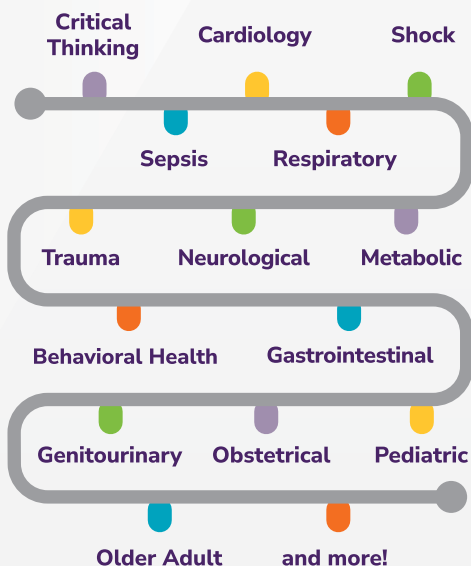 Critical
Thinking
Cardiology
Shock
Sepsis
Respiratory
Trauma
Neurological
Metabolic
Behavioral Health
Gastrointestinal
Genitourinary
Obstetrical
Pediatric
Older Adult
and more!